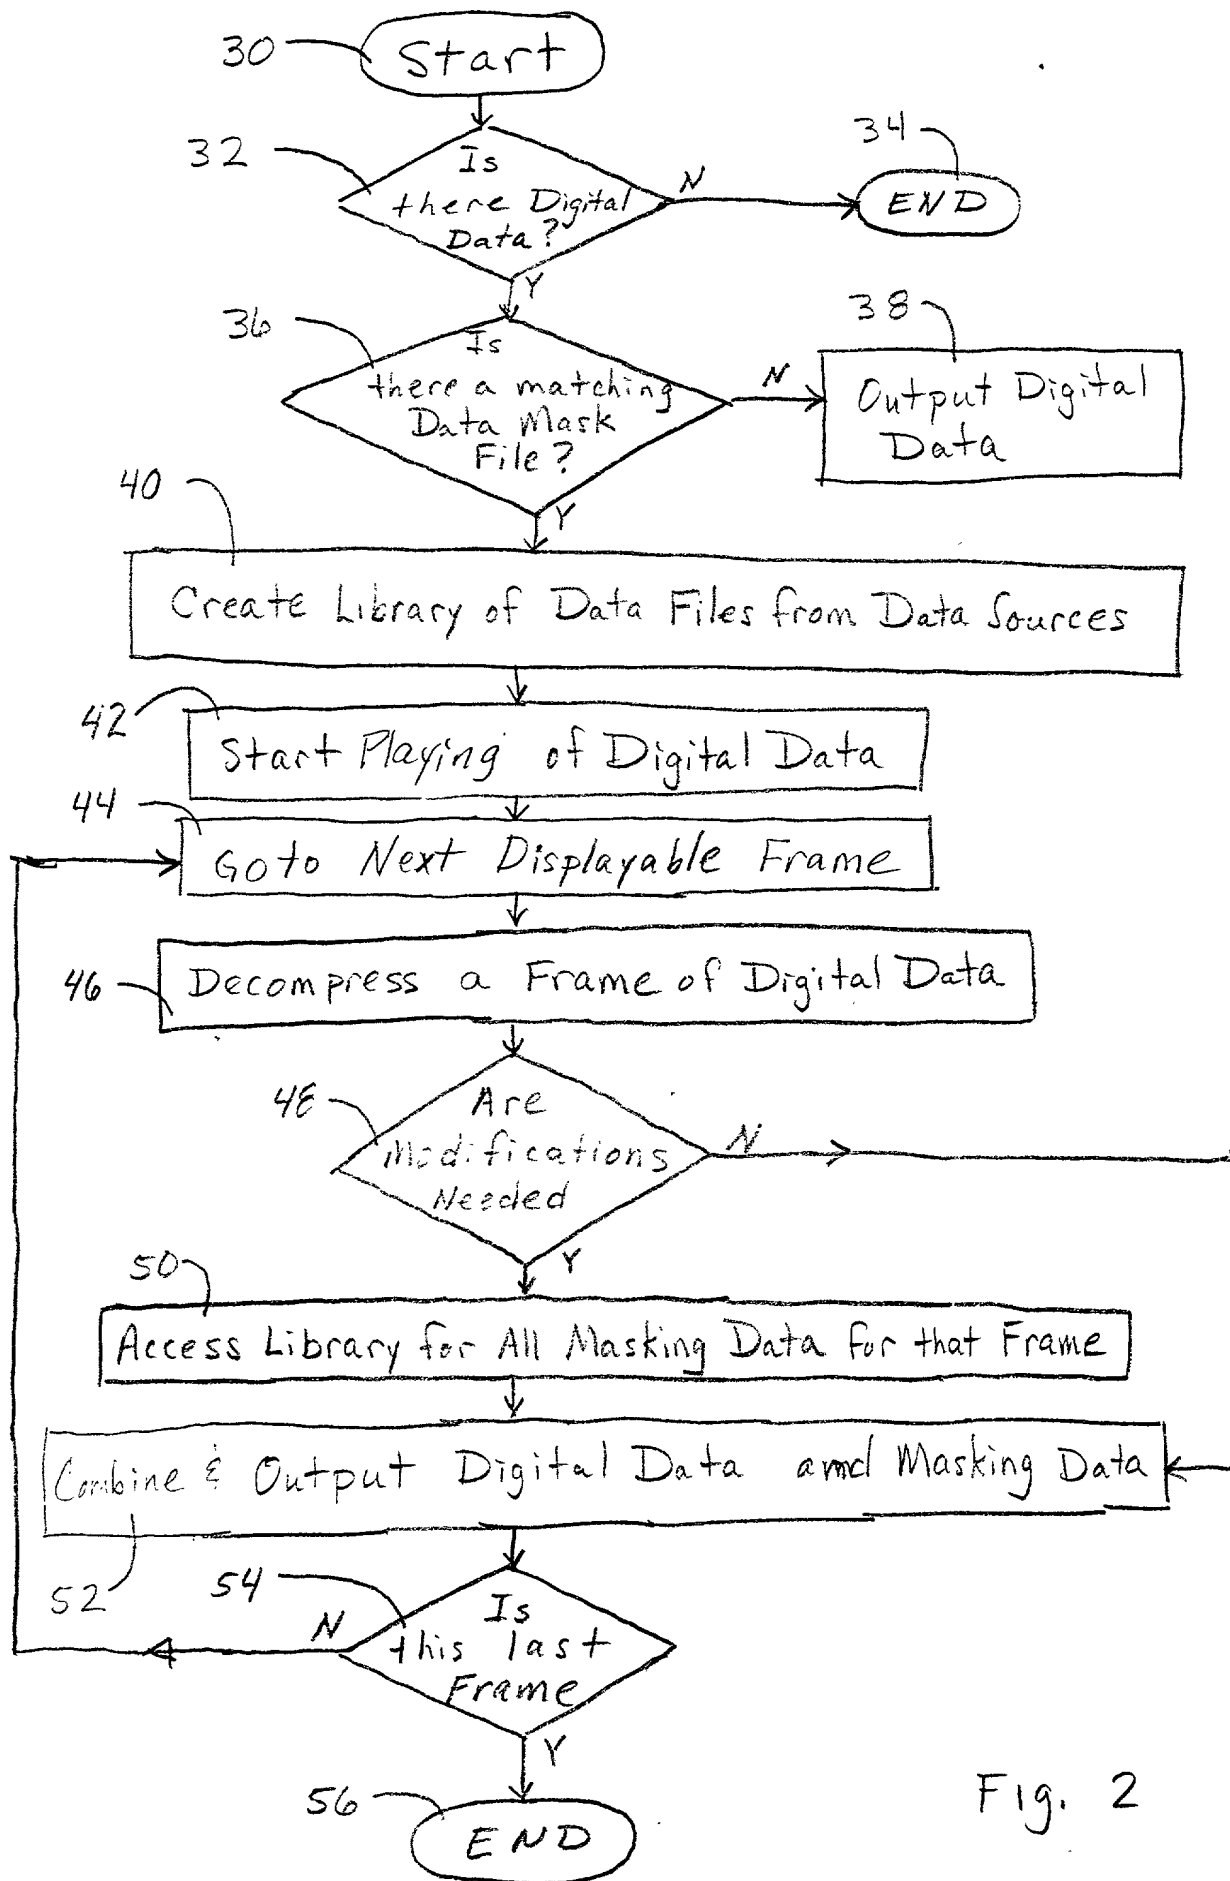 30
Start
32
Is
there Digital
Data?
N
34
END
Y
36
Is
there a matching
Data Mask
File?
N
38
Output Digital
Data
Y
40
Create Library of Data Files from Data Sources
42
Start Playing of Digital Data
44
Go to Next Displayable Frame
46
Decompress a Frame of Digital Data
48
Are
Modifications
Needed
N
Y
50
Access Library for All Masking Data for that Frame
Combine & Output Digital Data and Masking Data
52
54
Is
this last
Frame
N
Y
56
END
Fig. 2